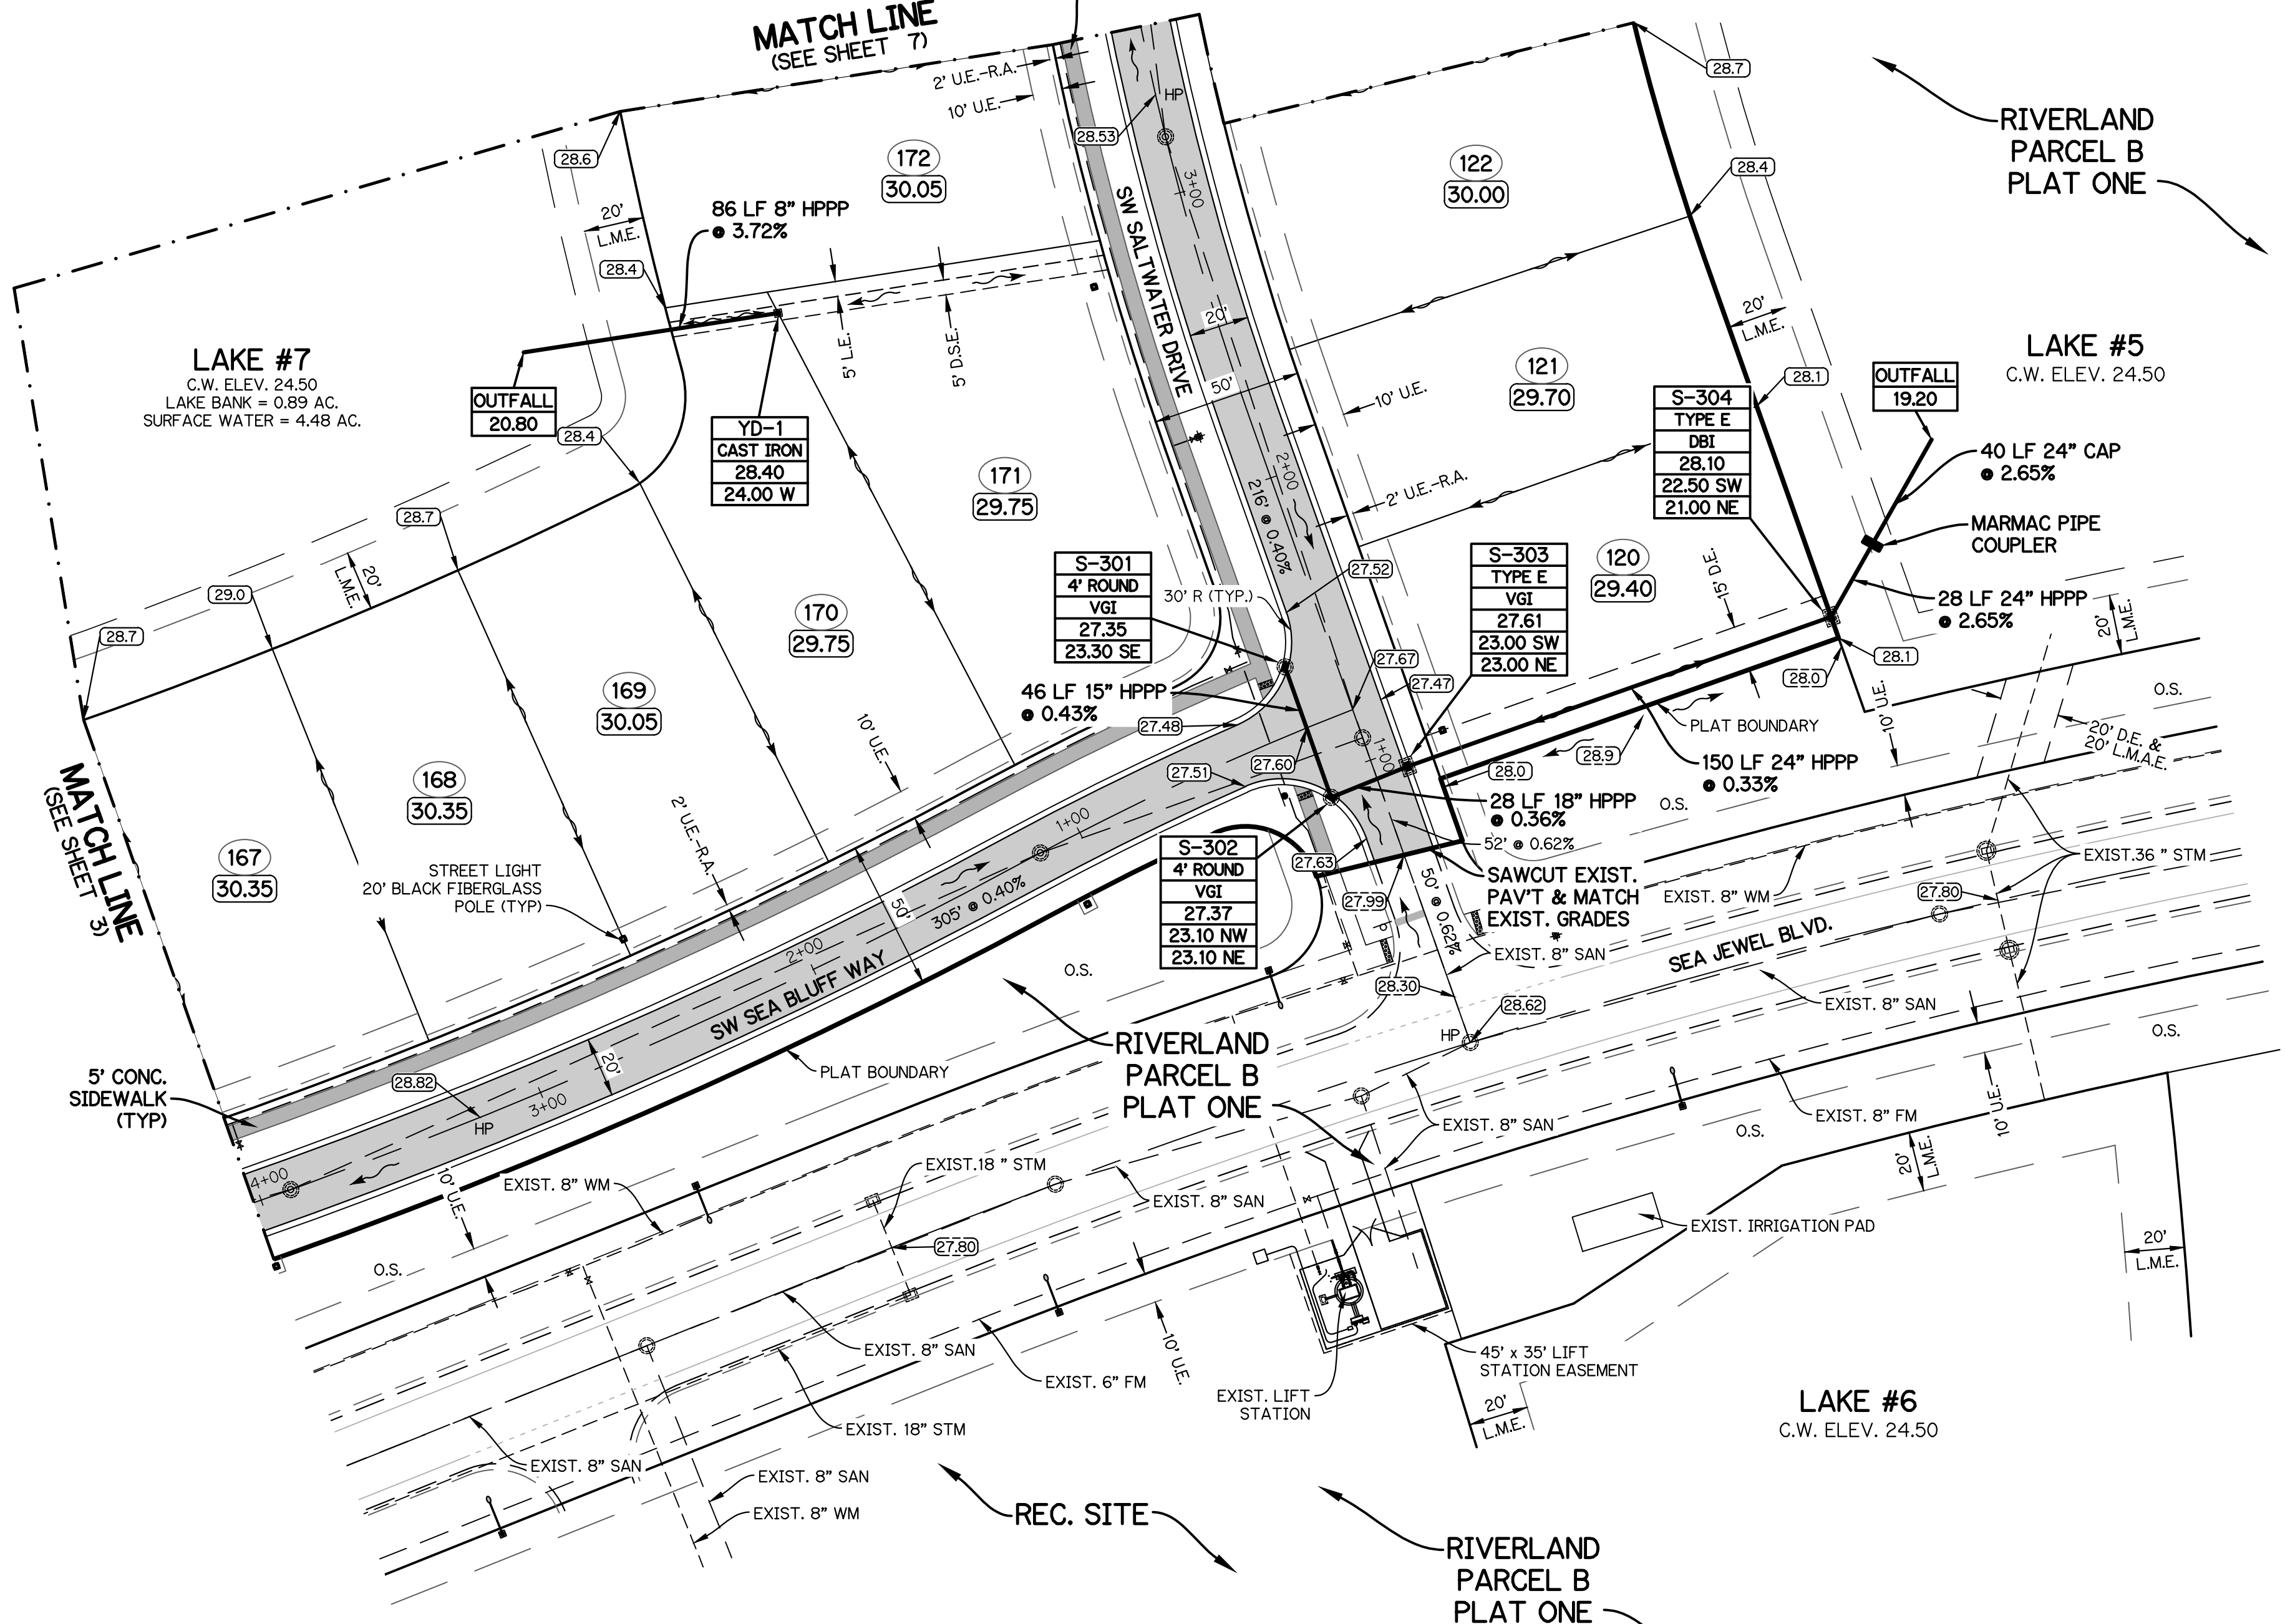 MATCH LINE
(SEE SHEET 7)
2' U.E.-R.A.
10' U.E.
28.7
RIVERLAND
PARCEL B
PLAT ONE
28.6
172
30.05
28.53
HP
3+00
122
30.00
28.4
20'
L.M.E.
86 LF 8" HPPP
@ 3.72%
28.4
SW SALTWATER DRIVE
20'
20'
L.M.E.
LAKE #7
C.W. ELEV. 24.50
LAKE BANK = 0.89 AC.
SURFACE WATER = 4.48 AC.
5' L.E.
5' D.S.E.
50'
10' U.E.
121
29.70
28.1
LAKE #5
C.W. ELEV. 24.50
OUTFALL
20.80
28.4
YD-1
CAST IRON
28.40
24.00 W
171
29.75
2+00
216' @ 0.40%
2' U.E.-R.A.
S-304
TYPE E
DBI
28.10
22.50 SW
21.00 NE
OUTFALL
19.20
40 LF 24" CAP
@ 2.65%
MARMAC PIPE
COUPLER
28 LF 24" HPPP
@ 2.65%
28.7
20'
L.M.E.
29.0
28.7
170
29.75
S-301
4' ROUND
VGI
27.35
23.30 SE
30' R (TYP.)
27.52
S-303
TYPE E
VGI
27.61
23.00 SW
23.00 NE
120
29.40
15' D.E.
20'
L.M.E.
28.1
28.0
27.67
27.47
46 LF 15" HPPP
@ 0.43%
27.48
169
30.05
10' U.E.
O.S.
10' U.E.
PLAT BOUNDARY
20' D.E. &
20' L.M.A.E.
27.60
27.51
1+00
28.0
28.9
150 LF 24" HPPP
@ 0.33%
O.S.
MATCH LINE
(SEE SHEET 3)
168
30.35
2' U.E.-R.A.
1+00
28 LF 18" HPPP
@ 0.36%
52' @ 0.62%
167
30.35
STREET LIGHT
20' BLACK FIBERGLASS
POLE (TYP)
S-302
4' ROUND
VGI
27.37
23.10 NW
23.10 NE
27.63
27.99
50' @ 0.62%
SAWCUT EXIST.
PAV'T & MATCH
EXIST. GRADES
EXIST. 8" WM
27.80
EXIST.36 " STM
50'
305' @ 0.40%
2+00
SW SEA BLUFF WAY
O.S.
EXIST. 8" SAN
SEA JEWEL BLVD.
28.30
28.62
HP
EXIST. 8" SAN
O.S.
RIVERLAND
PARCEL B
PLAT ONE
5' CONC.
SIDEWALK
(TYP)
28.82
HP
3+00
20'
PLAT BOUNDARY
EXIST. 8" SAN
O.S.
EXIST. 8" FM
10' U.E.
20'
L.M.E.
4+00
10' U.E.
EXIST. 8" WM
EXIST.18 " STM
EXIST. 8" SAN
EXIST. IRRIGATION PAD
20'
L.M.E.
O.S.
27.80
EXIST. 8" SAN
EXIST. 6" FM
10' U.E.
EXIST. LIFT
STATION
45' x 35' LIFT
STATION EASEMENT
20'
L.M.E.
LAKE #6
C.W. ELEV. 24.50
EXIST. 18" STM
EXIST. 8" SAN
EXIST. 8" SAN
EXIST. 8" WM
REC. SITE
RIVERLAND
PARCEL B
PLAT ONE